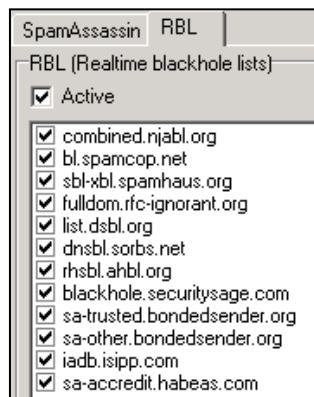 SpamAssassin RBL
RBL (Realtime blackhole lists)
Active
combined.njabl.org
bl.spamcop.net
sbl-xbl.spamhaus.org
fulldom.rfc-ignorant.org
list.dsbl.org
dnsbl.sorbs.net
rhsbl.ahbl.org
blackhole.securitysage.com
sa-trusted.bondedsender.org
sa-other.bondedsender.org
iadb.isipp.com
sa-accredit.habeas.com